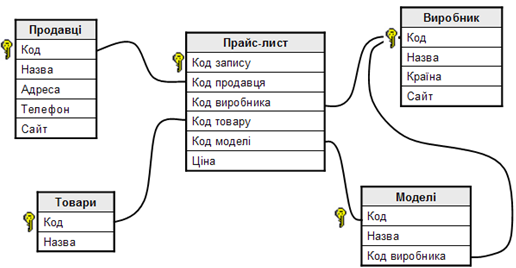 Продавці
Код
Назва
Адреса
Телефон
Сайт
Прайс-лист
Код запису
Код продавця
Код виробника
Код товару
Код моделі
Ціна
Виробник
Код
Назва
Країна
Сайт
Товари
Код
Назва
Моделі
Код
Назва
Код виробника